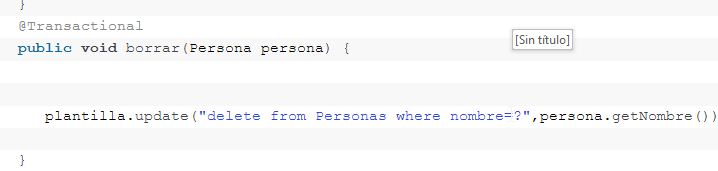 }
@Transactional
public void borrar(Persona persona) {
[Sin título]
plantilla.update("delete from Personas where nombre=?",persona.getNombre())
}